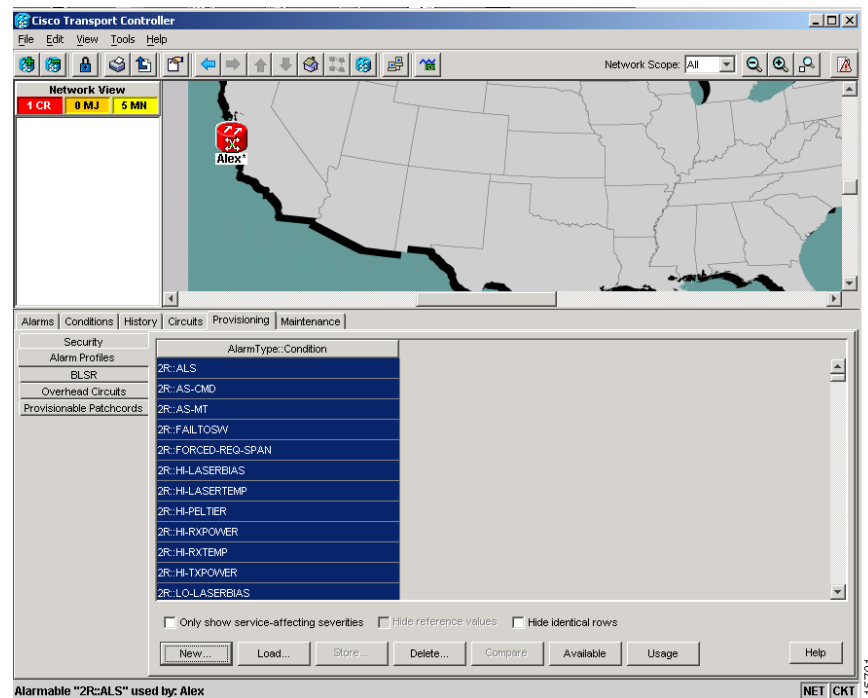 Cisco Transport Controller
File Edit View Tools Help
Network Scope: All
Network View
1 CR 0 MJ 5 MN
Alex*
Alarms Conditions History Circuits Provisioning Maintenance
Security
Alarm Profiles
BLSR
Overhead Circuits
Provisionable Patchcords
AlarmType::Condition
2R::ALS
2R::AS-CMD
2R::AS-MT
2R::FAILTOSW
2R::FORCED-REQ-SPAN
2R::HI-LASERBIAS
2R::HI-LASERTEMP
2R::HI-PELTIER
2R::HI-RXPOWER
2R::HI-RXTEMP
2R::HI-TXPOWER
2R::LO-LASERBIAS
Only show service-affecting severities Hide reference values Hide identical rows
New... Load... Store... Delete... Compare Available Usage Help
Alarmable "2R::ALS" used by: Alex NET CKT